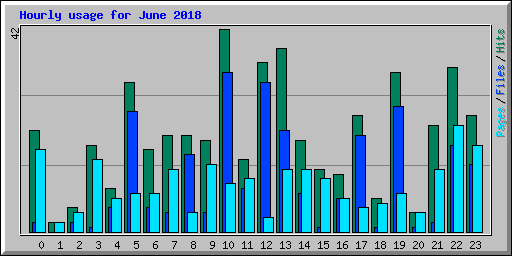 Hourly usage for June 2018
42
Pages/Files/Hits
0 1 2 3 4 5 6 7 8 9 10 11 12 13 14 15 16 17 18 19 20 21 22 23